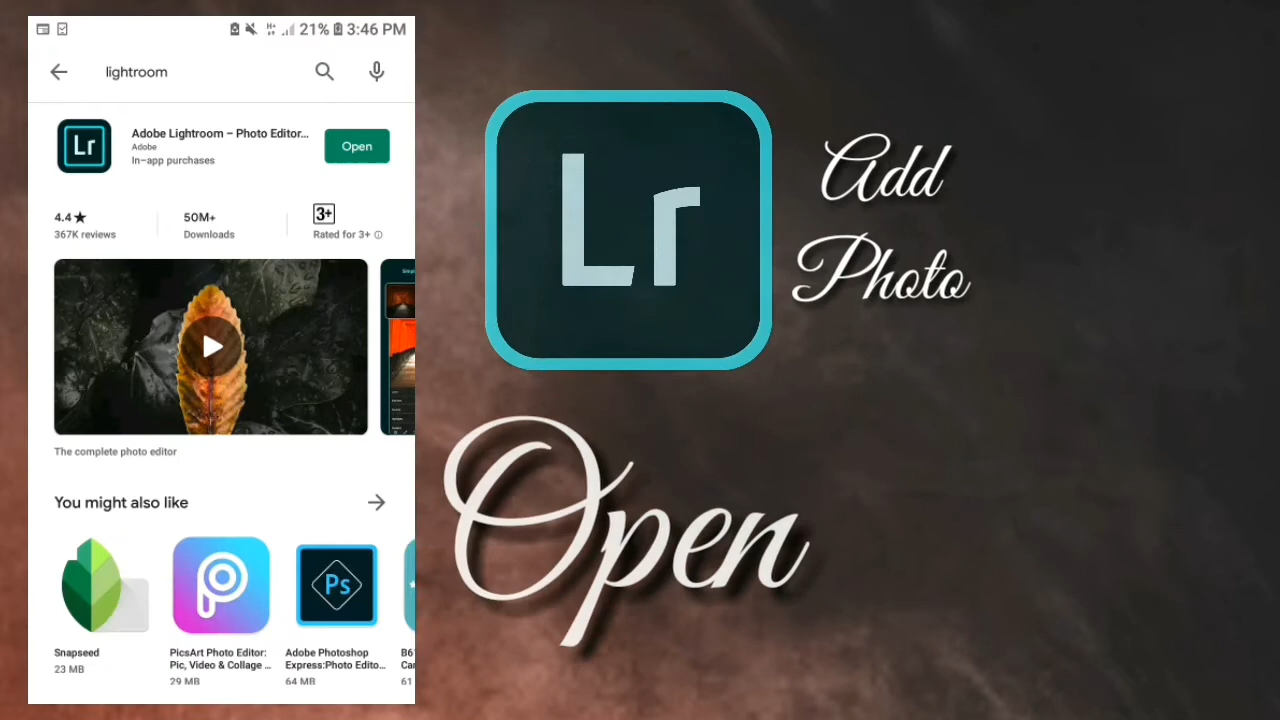 21% 3:46 PM
lightroom
Lr
Adobe Lightroom – Photo Editor...
Adobe
In-app purchases
Open
4.4★
367K reviews
50M+
Downloads
3+
Rated for 3+
The complete photo editor
You might also like
Ps
Snapseed
23 MB
PicsArt Photo Editor:
Pic, Video & Collage ...
29 MB
Adobe Photoshop
Express:Photo Edito...
64 MB
61
Lr
Add
Photo
Open